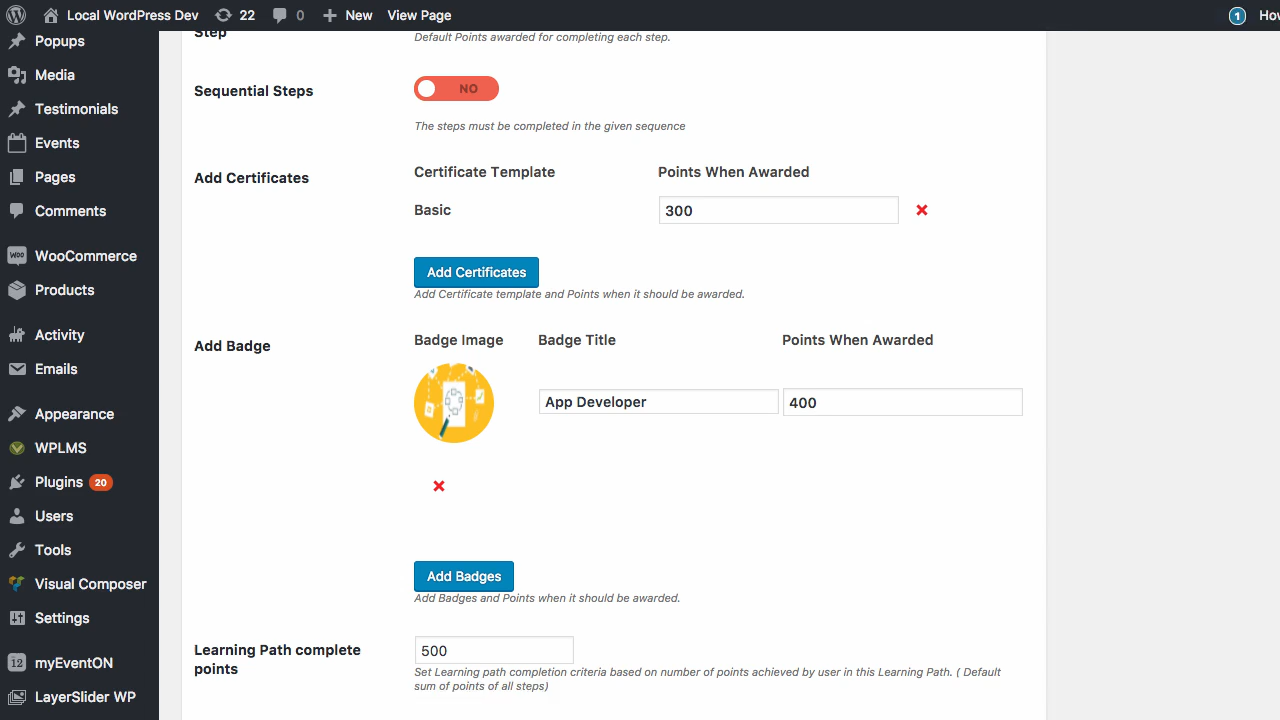 Local WordPress Dev 22 0 New View Page 1 How
Popups
Media
Testimonials
Events
Pages
Comments
WooCommerce
Products
Activity
Emails
Appearance
WPLMS
Plugins 20
Users
Tools
Visual Composer
Settings
12 myEventON
LayerSlider WP
Step
Default Points awarded for completing each step.
Sequential Steps
NO
The steps must be completed in the given sequence
Add Certificates
Certificate Template Points When Awarded
Basic 300
Add Certificates
Add Certificate template and Points when it should be awarded.
Add Badge
Badge Image Badge Title Points When Awarded
App Developer 400
Add Badges
Add Badges and Points when it should be awarded.
Learning Path complete
points
500
Set Learning path completion criteria based on number of points achieved by user in this Learning Path. ( Default
sum of points of all steps)